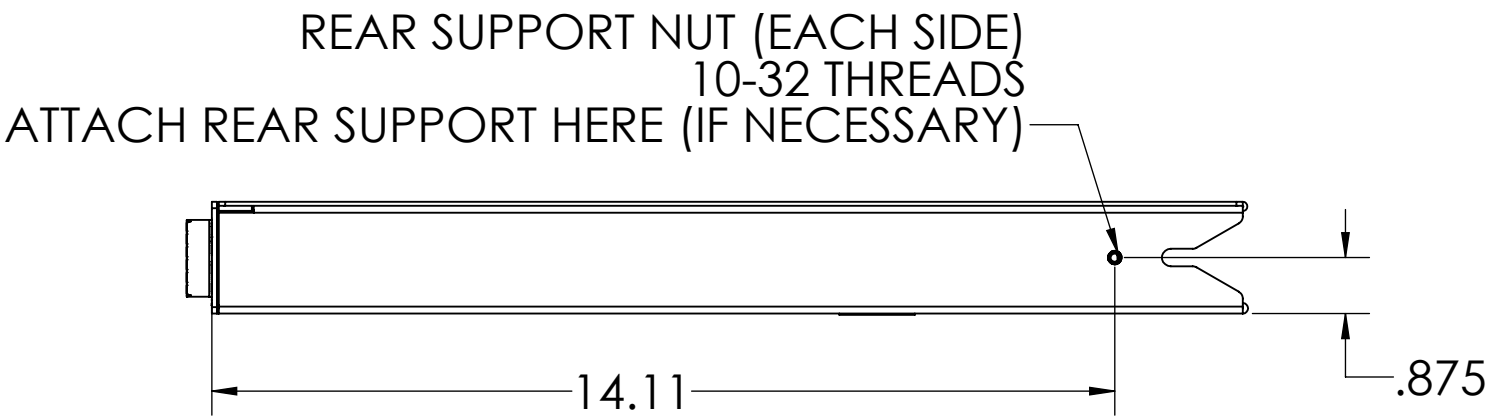 REAR SUPPORT NUT (EACH SIDE)
10-32 THREADS
ATTACH REAR SUPPORT HERE (IF NECESSARY)
14.11
.875